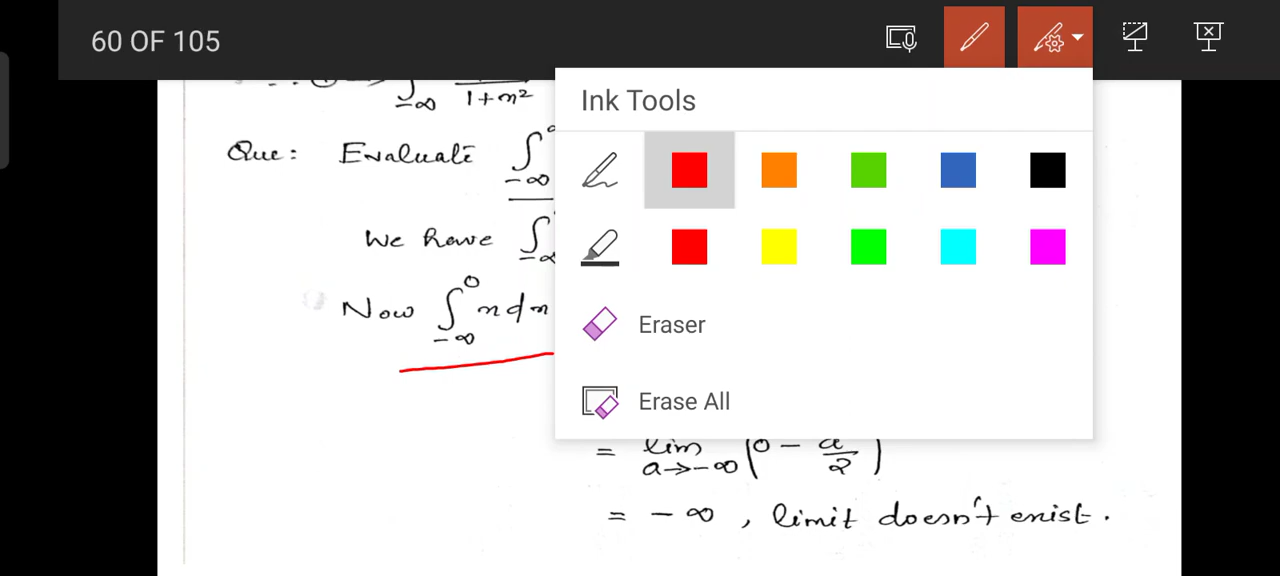 60 OF 105
Ink Tools
Eraser
Erase All
∫ -∞ 1+x²
Que: Evaluate ∫ -∞
We have ∫ -∞
Now ∫ -∞ 0 x dx
= lim a→-∞ (0 - a/2)
= -∞ , limit doesn't exist.